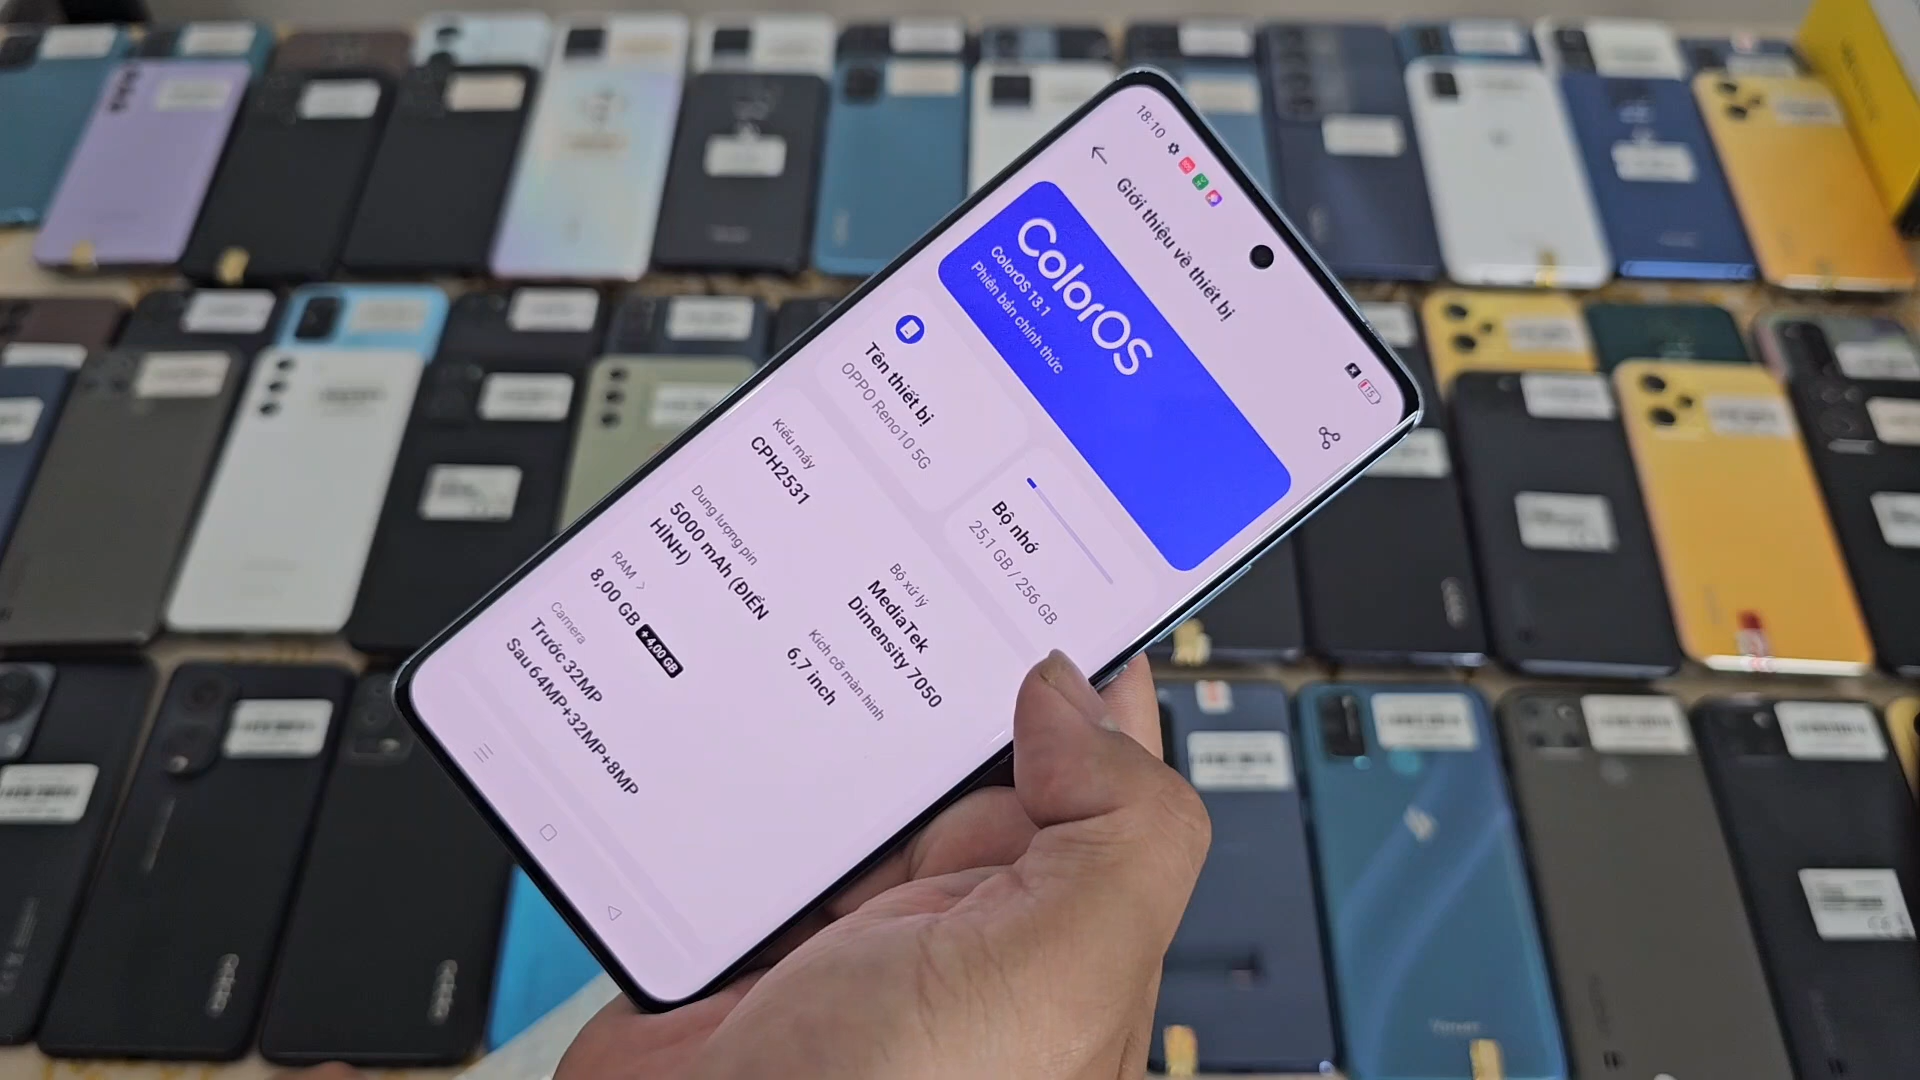 18:10
15
Giới thiệu về thiết bị
ColorOS
ColorOS 13.1
Phiên bản chính thức
Tên thiết bị
OPPO Reno10 5G
Bộ nhớ
25,1 GB / 256 GB
Kiểu máy
CPH2531
Bộ xử lý
MediaTek
Dimensity 7050
Dung lượng pin
5000 mAh (ĐIỂN
HÌNH)
Kích cỡ màn hình
6,7 inch
RAM >
8,00 GB + 4,00 GB
Camera
Trước 32MP
Sau 64MP+32MP+8MP
oppo
oppo